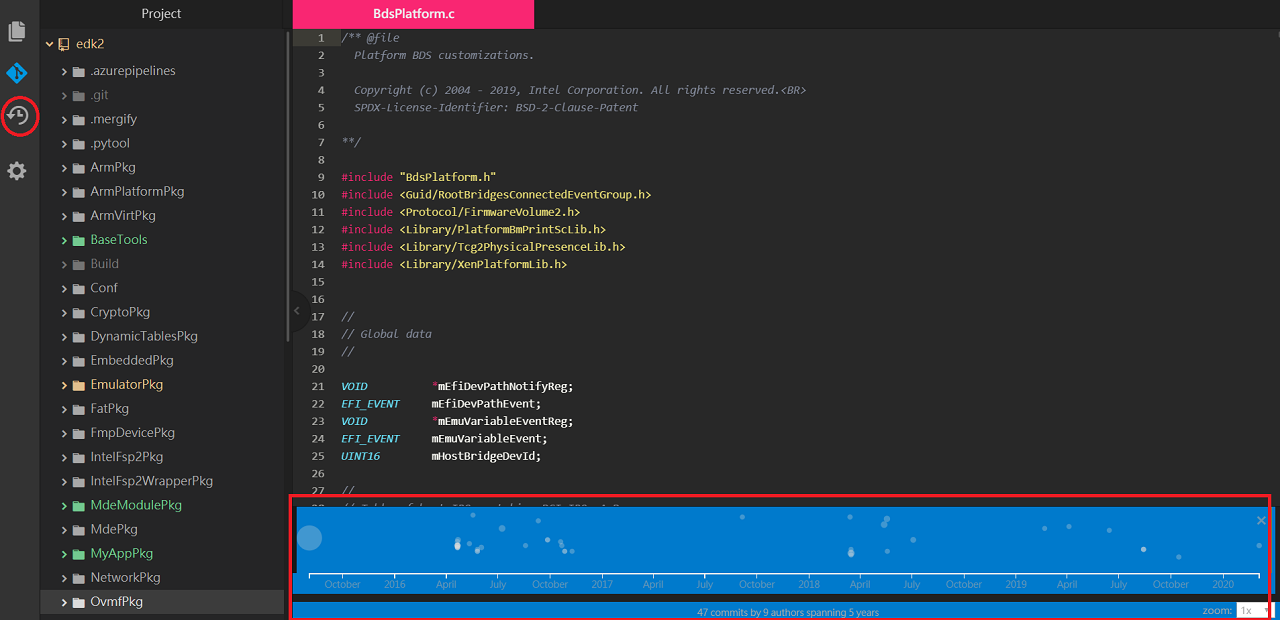 Project
edk2
.azurepipelines
.git
.mergify
.pytool
ArmPkg
ArmPlatformPkg
ArmVirtPkg
BaseTools
Build
Conf
CryptoPkg
DynamicTablesPkg
EmbeddedPkg
EmulatorPkg
FatPkg
FmpDevicePkg
IntelFsp2Pkg
IntelFsp2WrapperPkg
MdeModulePkg
MdePkg
MyAppPkg
NetworkPkg
OvmfPkg
BdsPlatform.c
1 /** @file
2 Platform BDS customizations.
3
4 Copyright (c) 2004 - 2019, Intel Corporation. All rights reserved.<BR>
5 SPDX-License-Identifier: BSD-2-Clause-Patent
6
7 **/
8
9 #include "BdsPlatform.h"
10 #include <Guid/RootBridgesConnectedEventGroup.h>
11 #include <Protocol/FirmwareVolume2.h>
12 #include <Library/PlatformBmPrintScLib.h>
13 #include <Library/Tcg2PhysicalPresenceLib.h>
14 #include <Library/XenPlatformLib.h>
15
16
17 //
18 // Global data
19 //
20
21 VOID *mEfiDevPathNotifyReg;
22 EFI_EVENT mEfiDevPathEvent;
23 VOID *mEmuVariableEventReg;
24 EFI_EVENT mEmuVariableEvent;
25 UINT16 mHostBridgeDevId;
26
27 //
October 2016 April July October 2017 April July October 2018 April July October 2019 April July October 2020
47 commits by 9 authors spanning 5 years
zoom: 1x